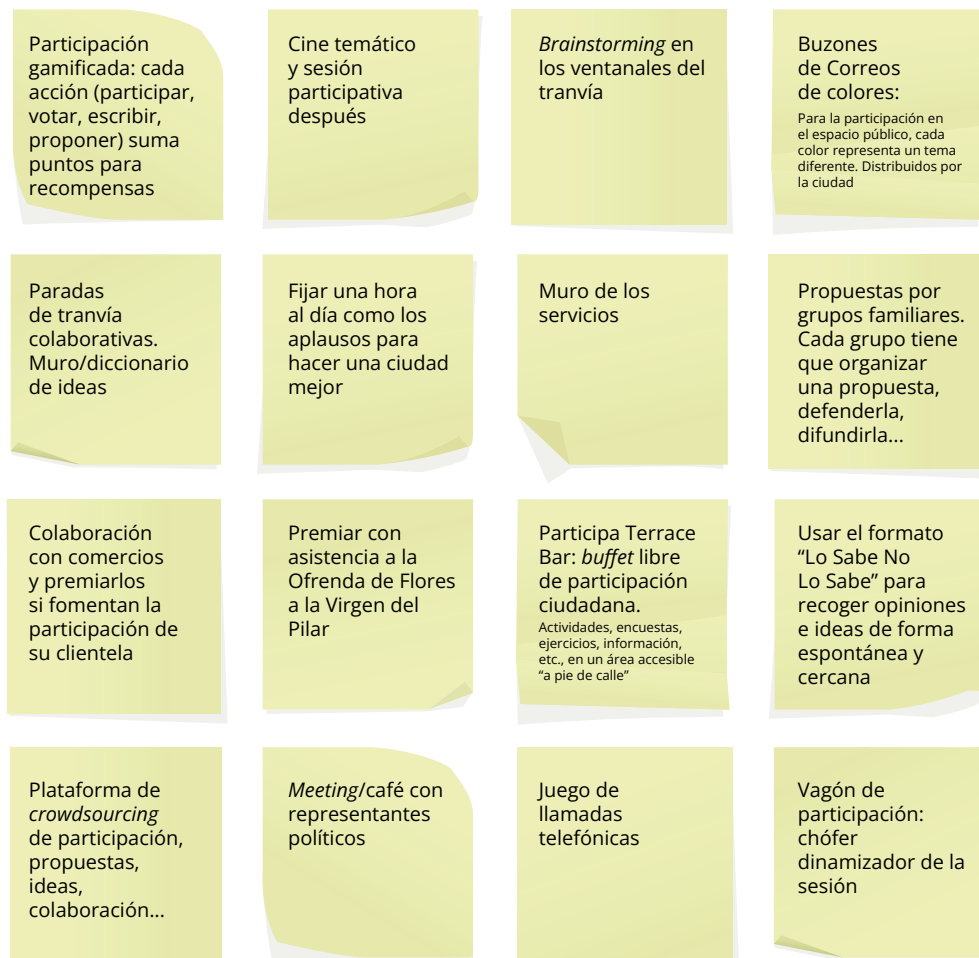 Participación
gamificada: cada
acción (participar,
votar, escribir,
proponer) suma
puntos para
recompensas
Cine temático
y sesión
participativa
después
Brainstorming en
los ventanales del
tranvía
Buzones
de Correos
de colores:
Para la participación en
el espacio público, cada
color representa un tema
diferente. Distribuidos por
la ciudad
Paradas
de tranvía
colaborativas.
Muro/diccionario
de ideas
Fijar una hora
al día como los
aplausos para
hacer una ciudad
mejor
Muro de los
servicios
Propuestas por
grupos familiares.
Cada grupo tiene
que organizar
una propuesta,
defenderla,
difundirla...
Colaboración
con comercios
y premiarlos
si fomentan la
participación de
su clientela
Premiar con
asistencia a la
Ofrenda de Flores
a la Virgen del
Pilar
Participa Terrace
Bar: buffet libre
de participación
ciudadana.
Actividades, encuestas,
ejercicios, información,
etc., en un área accesible
“a pie de calle”
Usar el formato
“Lo Sabe No
Lo Sabe” para
recoger opiniones
e ideas de forma
espontánea y
cercana
Plataforma de
crowdsourcing
de participación,
propuestas,
ideas,
colaboración...
Meeting/café con
representantes
políticos
Juego de
llamadas
telefónicas
Vagón de
participación:
chófer
dinamizador de la
sesión